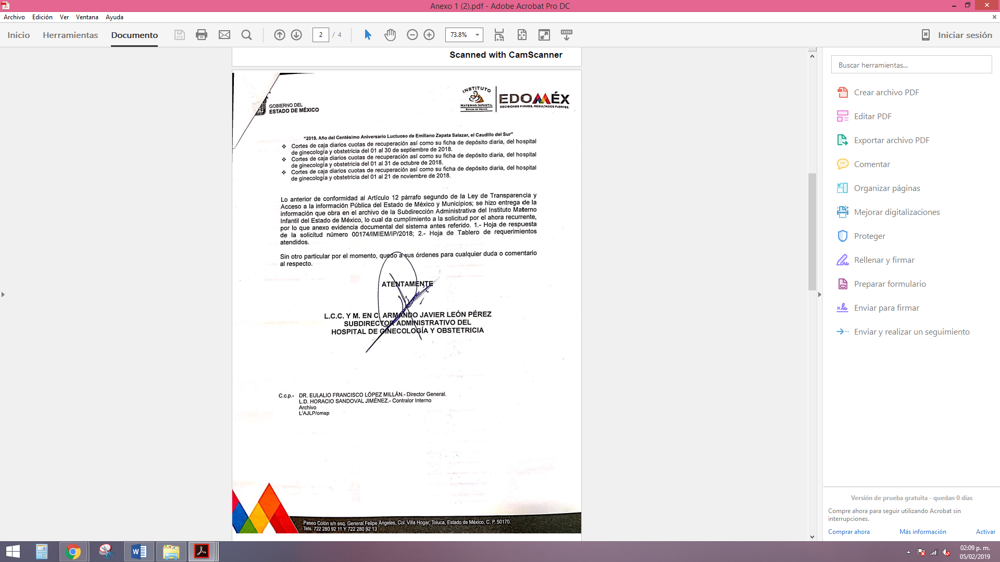 Anexo 1 (2).pdf - Adobe Acrobat Pro DC
Archivo Edición Ver Ventana Ayuda
Inicio Herramientas Documento 2 / 4 73.8% Iniciar sesión
Scanned with CamScanner
GOBIERNO DEL
ESTADO DE MÉXICO
INSTITUTO
MATERNO INFANTIL
ESTADO DE MÉXICO
EDOMÉX
DECISIONES FIRMES, RESULTADOS FUERTES.
“2019. Año del Centésimo Aniversario Luctuoso de Emiliano Zapata Salazar, el Caudillo del Sur”
❖ Cortes de caja diarios cuotas de recuperación así como su ficha de depósito diaria, del hospital
de ginecología y obstetricia del 01 al 30 de septiembre de 2018.
❖ Cortes de caja diarios cuotas de recuperación así como su ficha de depósito diaria, del hospital
de ginecología y obstetricia del 01 al 31 de octubre de 2018.
❖ Cortes de caja diarios cuotas de recuperación así como su ficha de depósito diaria, del hospital
de ginecología y obstetricia del 01 al 21 de noviembre de 2018.
Lo anterior de conformidad al Artículo 12 párrafo segundo de la Ley de Transparencia y
Acceso a la información Pública del Estado de México y Municipios; se hizo entrega de la
información que obra en el archivo de la Subdirección Administrativa del Instituto Materno
Infantil del Estado de México, lo cual da cumplimiento a la solicitud por el ahora recurrente,
por lo que anexo evidencia documental del sistema antes referido. 1.- Hoja de respuesta
de la solicitud número 00174/IMIEM/IP/2018; 2.- Hoja de Tablero de requerimientos
atendidos.
Sin otro particular por el momento, quedo a sus órdenes para cualquier duda o comentario
al respecto.
ATENTAMENTE
L.C.C. Y M. EN C. ARMANDO JAVIER LEÓN PÉREZ
SUBDIRECTOR ADMINISTRATIVO DEL
HOSPITAL DE GINECOLOGÍA Y OBSTETRICIA
C.c.p.- DR. EULALIO FRANCISCO LÓPEZ MILLÁN.- Director General.
L.D. HORACIO SANDOVAL JIMÉNEZ.- Contralor Interno
Archivo
L'AJLP/omsp
Paseo Colón s/n esq. General Felipe Ángeles, Col. Villa Hogar, Toluca, Estado de México, C. P. 50170.
Tels. 722 280 92 11 Y 722 280 92 13
Buscar herramientas...
Crear archivo PDF
Editar PDF
Exportar archivo PDF
Comentar
Organizar páginas
Mejorar digitalizaciones
Proteger
Rellenar y firmar
Preparar formulario
Enviar para firmar
Enviar y realizar un seguimiento
Versión de prueba gratuita - quedan 0 días
Compre ahora para seguir utilizando Acrobat sin
interrupciones.
Comprar ahora Más información Activar
02:09 p. m.
05/02/2019